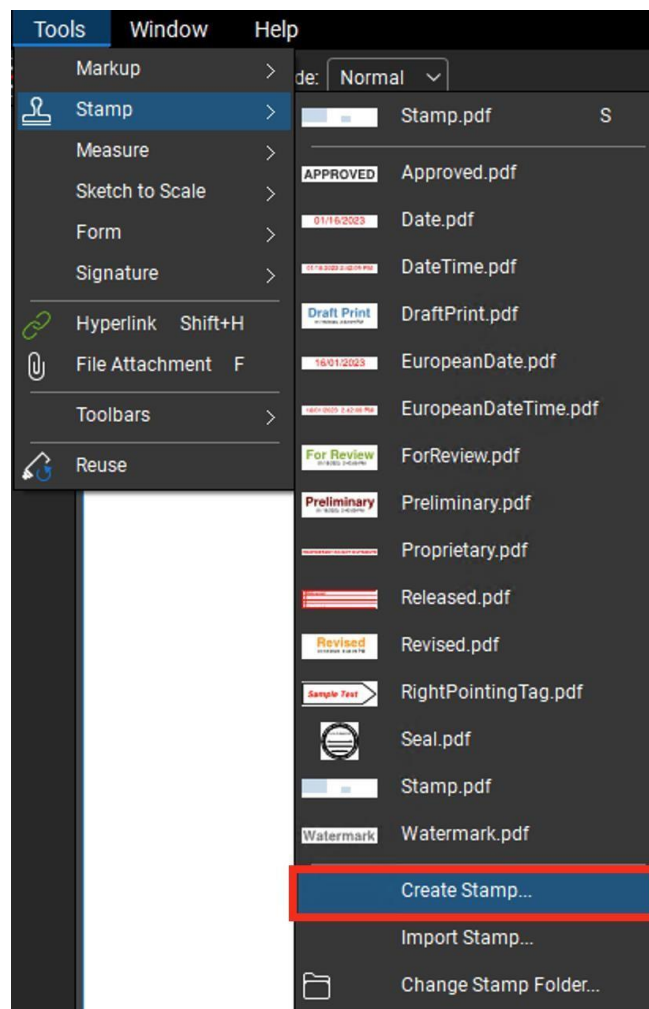 Tools Window Help
Markup
de: Normal
Stamp
Stamp.pdf S
Measure
APPROVED Approved.pdf
Sketch to Scale
01/16/2023 Date.pdf
Form
Signature
DateTime.pdf
Hyperlink Shift+H
Draft Print DraftPrint.pdf
File Attachment F
16/01/2023 EuropeanDate.pdf
Toolbars
EuropeanDateTime.pdf
Reuse
For Review ForReview.pdf
Preliminary Preliminary.pdf
Proprietary.pdf
Released.pdf
Revised Revised.pdf
Sample Text RightPointingTag.pdf
Seal.pdf
Stamp.pdf
Watermark Watermark.pdf
Create Stamp...
Import Stamp...
Change Stamp Folder...